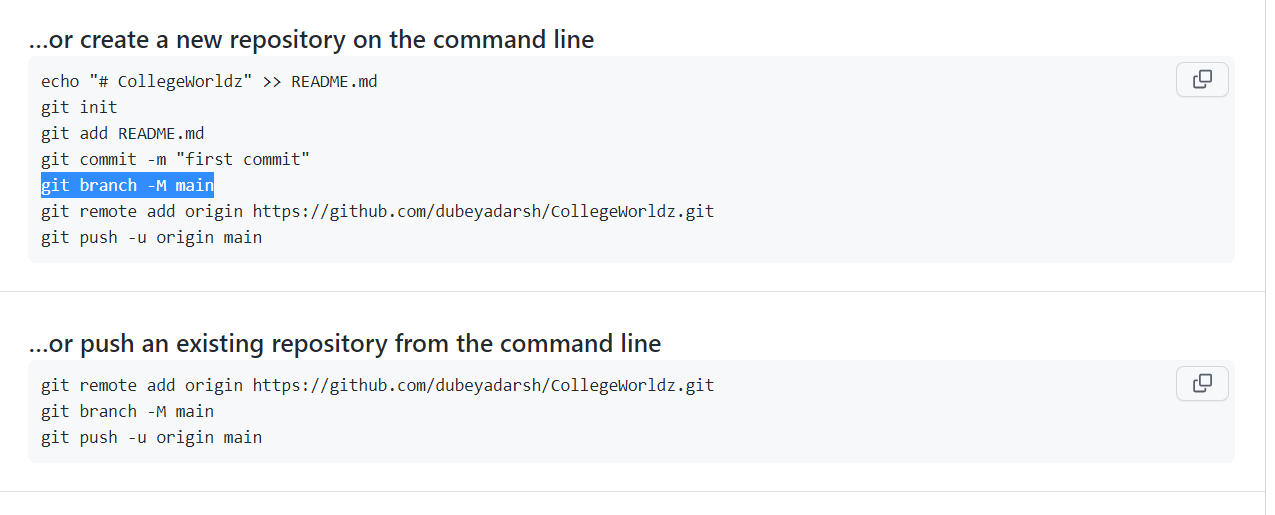 ...or create a new repository on the command line
echo "# CollegeWorldz" >> README.md
git init
git add README.md
git commit -m "first commit"
git branch -M main
git remote add origin https://github.com/dubeyadarsh/CollegeWorldz.git
git push -u origin main
...or push an existing repository from the command line
git remote add origin https://github.com/dubeyadarsh/CollegeWorldz.git
git branch -M main
git push -u origin main